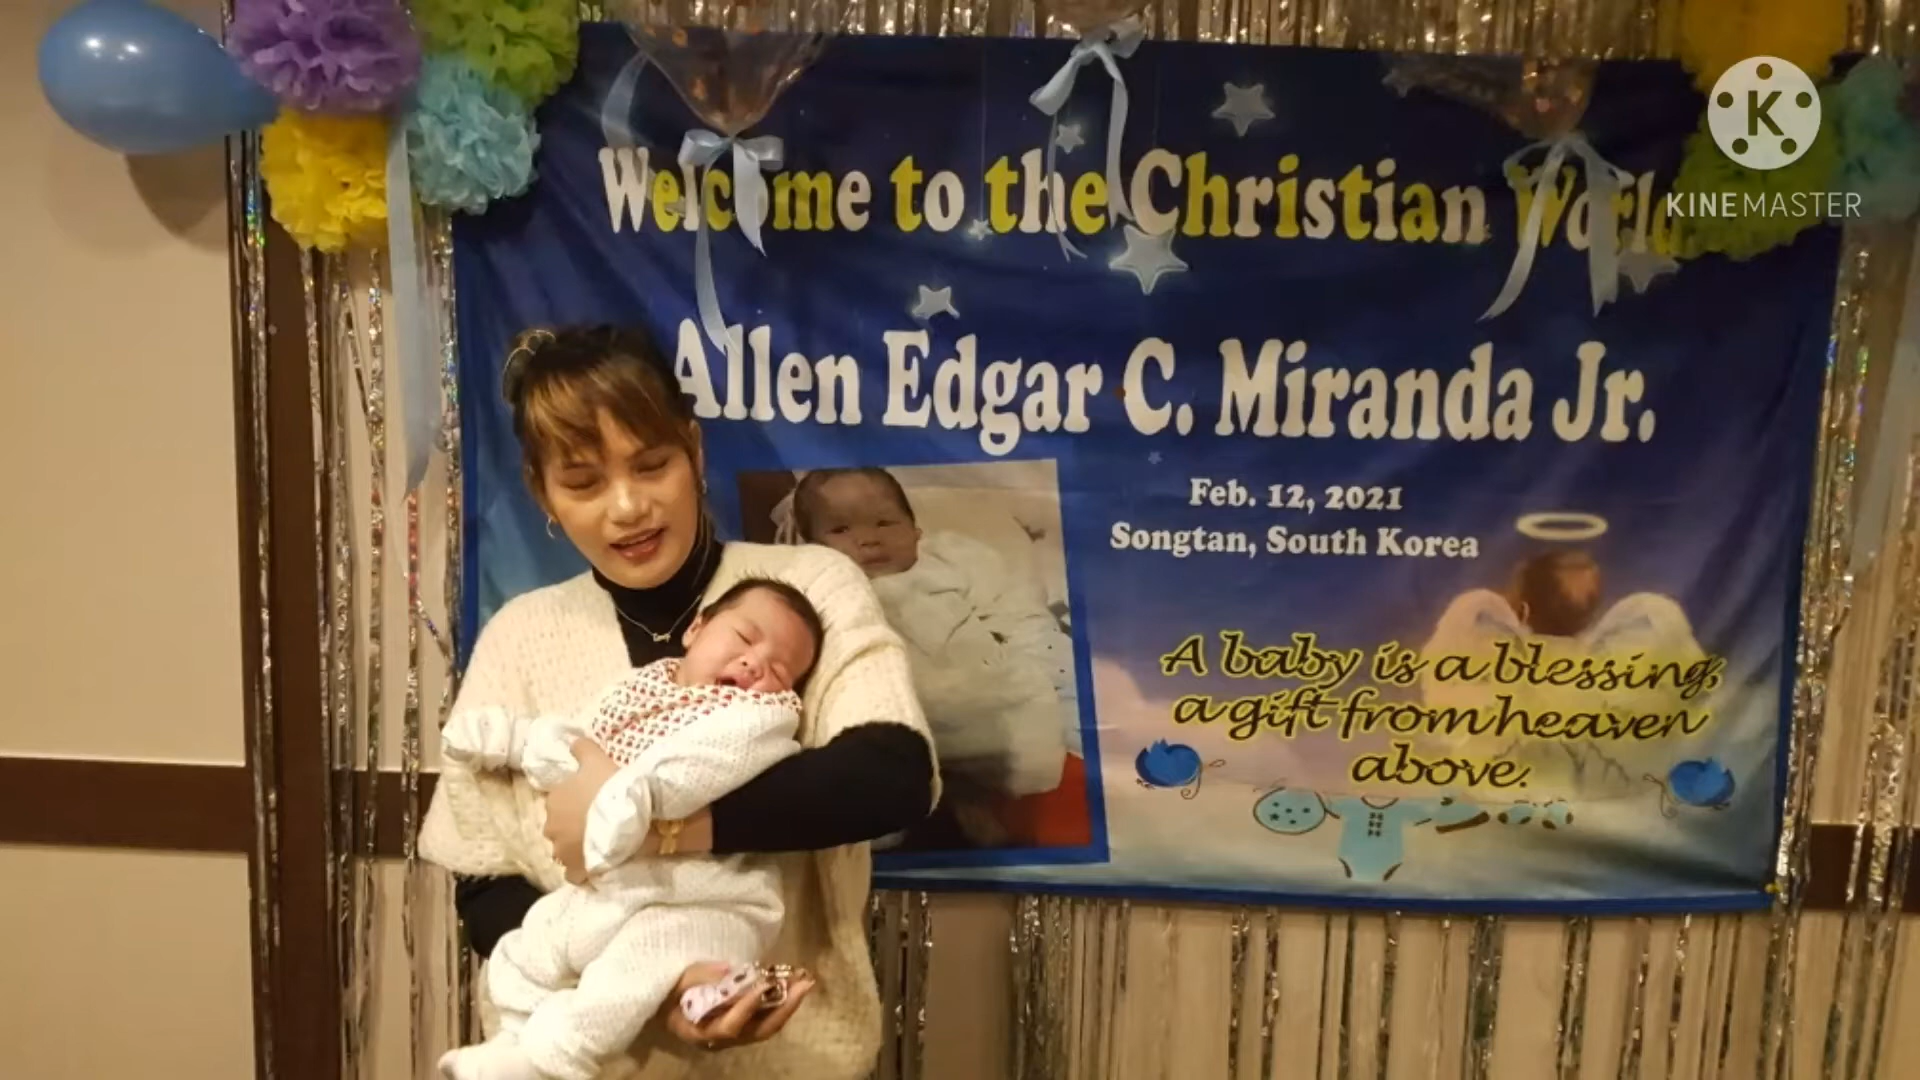 Welcome to the Christian World
K
KINEMASTER
Allen Edgar C. Miranda Jr.
Feb. 12, 2021
Songtan, South Korea
A baby is a blessing,
a gift from heaven
above.